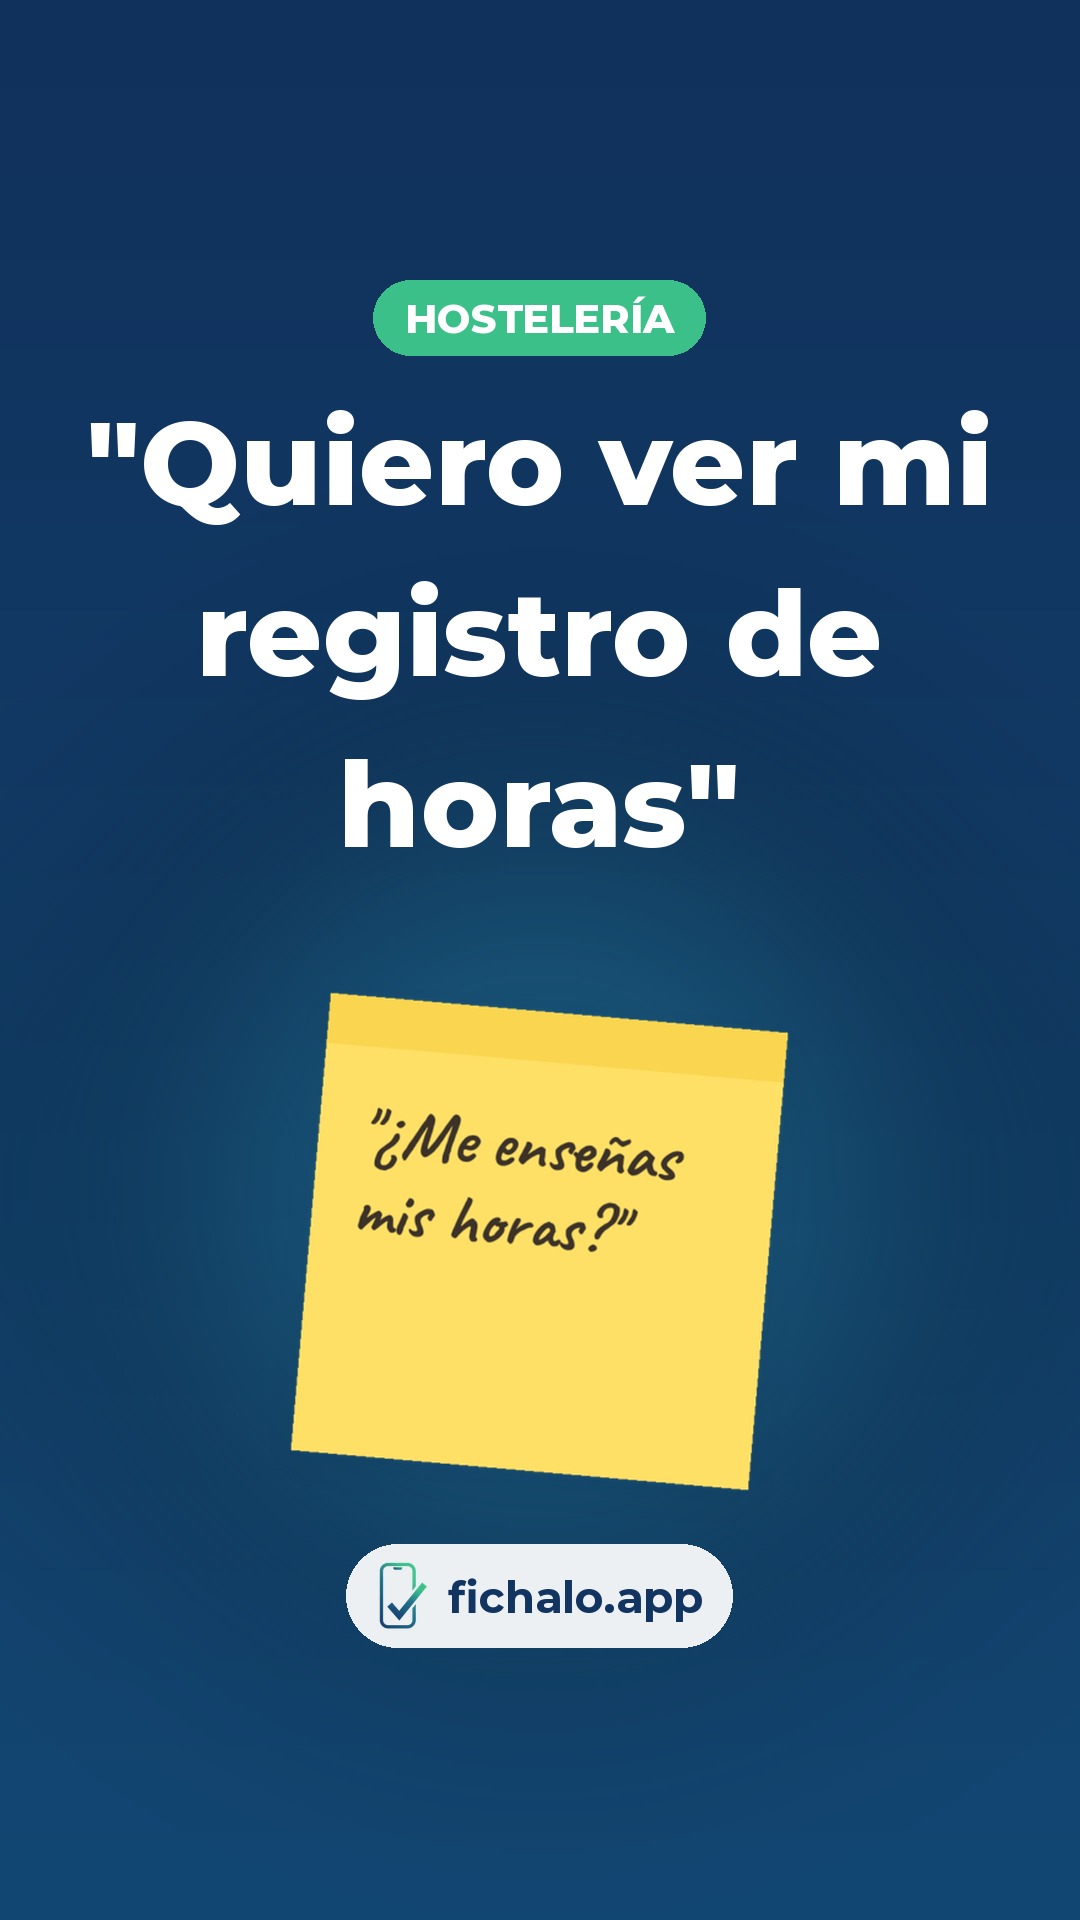 HOSTELERÍA
"Quiero ver mi
registro de
horas"
"¿Me enseñas
mis horas?"
fichalo.app